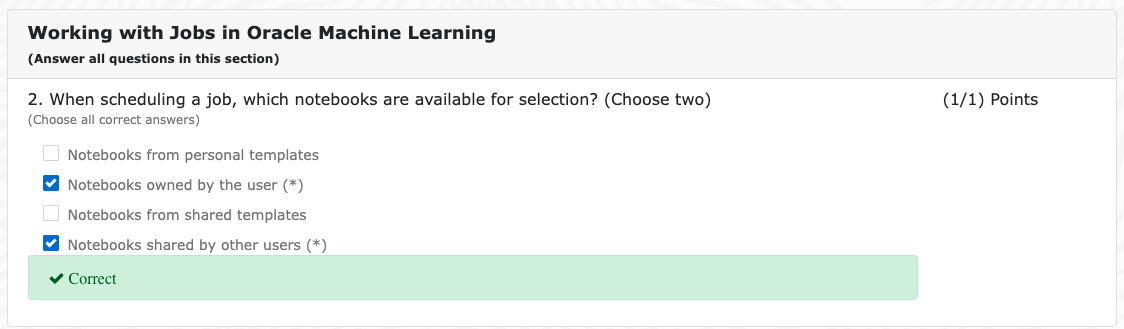 Working with Jobs in Oracle Machine Learning
(Answer all questions in this section)
2. When scheduling a job, which notebooks are available for selection? (Choose two) (1/1) Points
(Choose all correct answers)
Notebooks from personal templates
Notebooks owned by the user (*)
Notebooks from shared templates
Notebooks shared by other users (*)
Correct